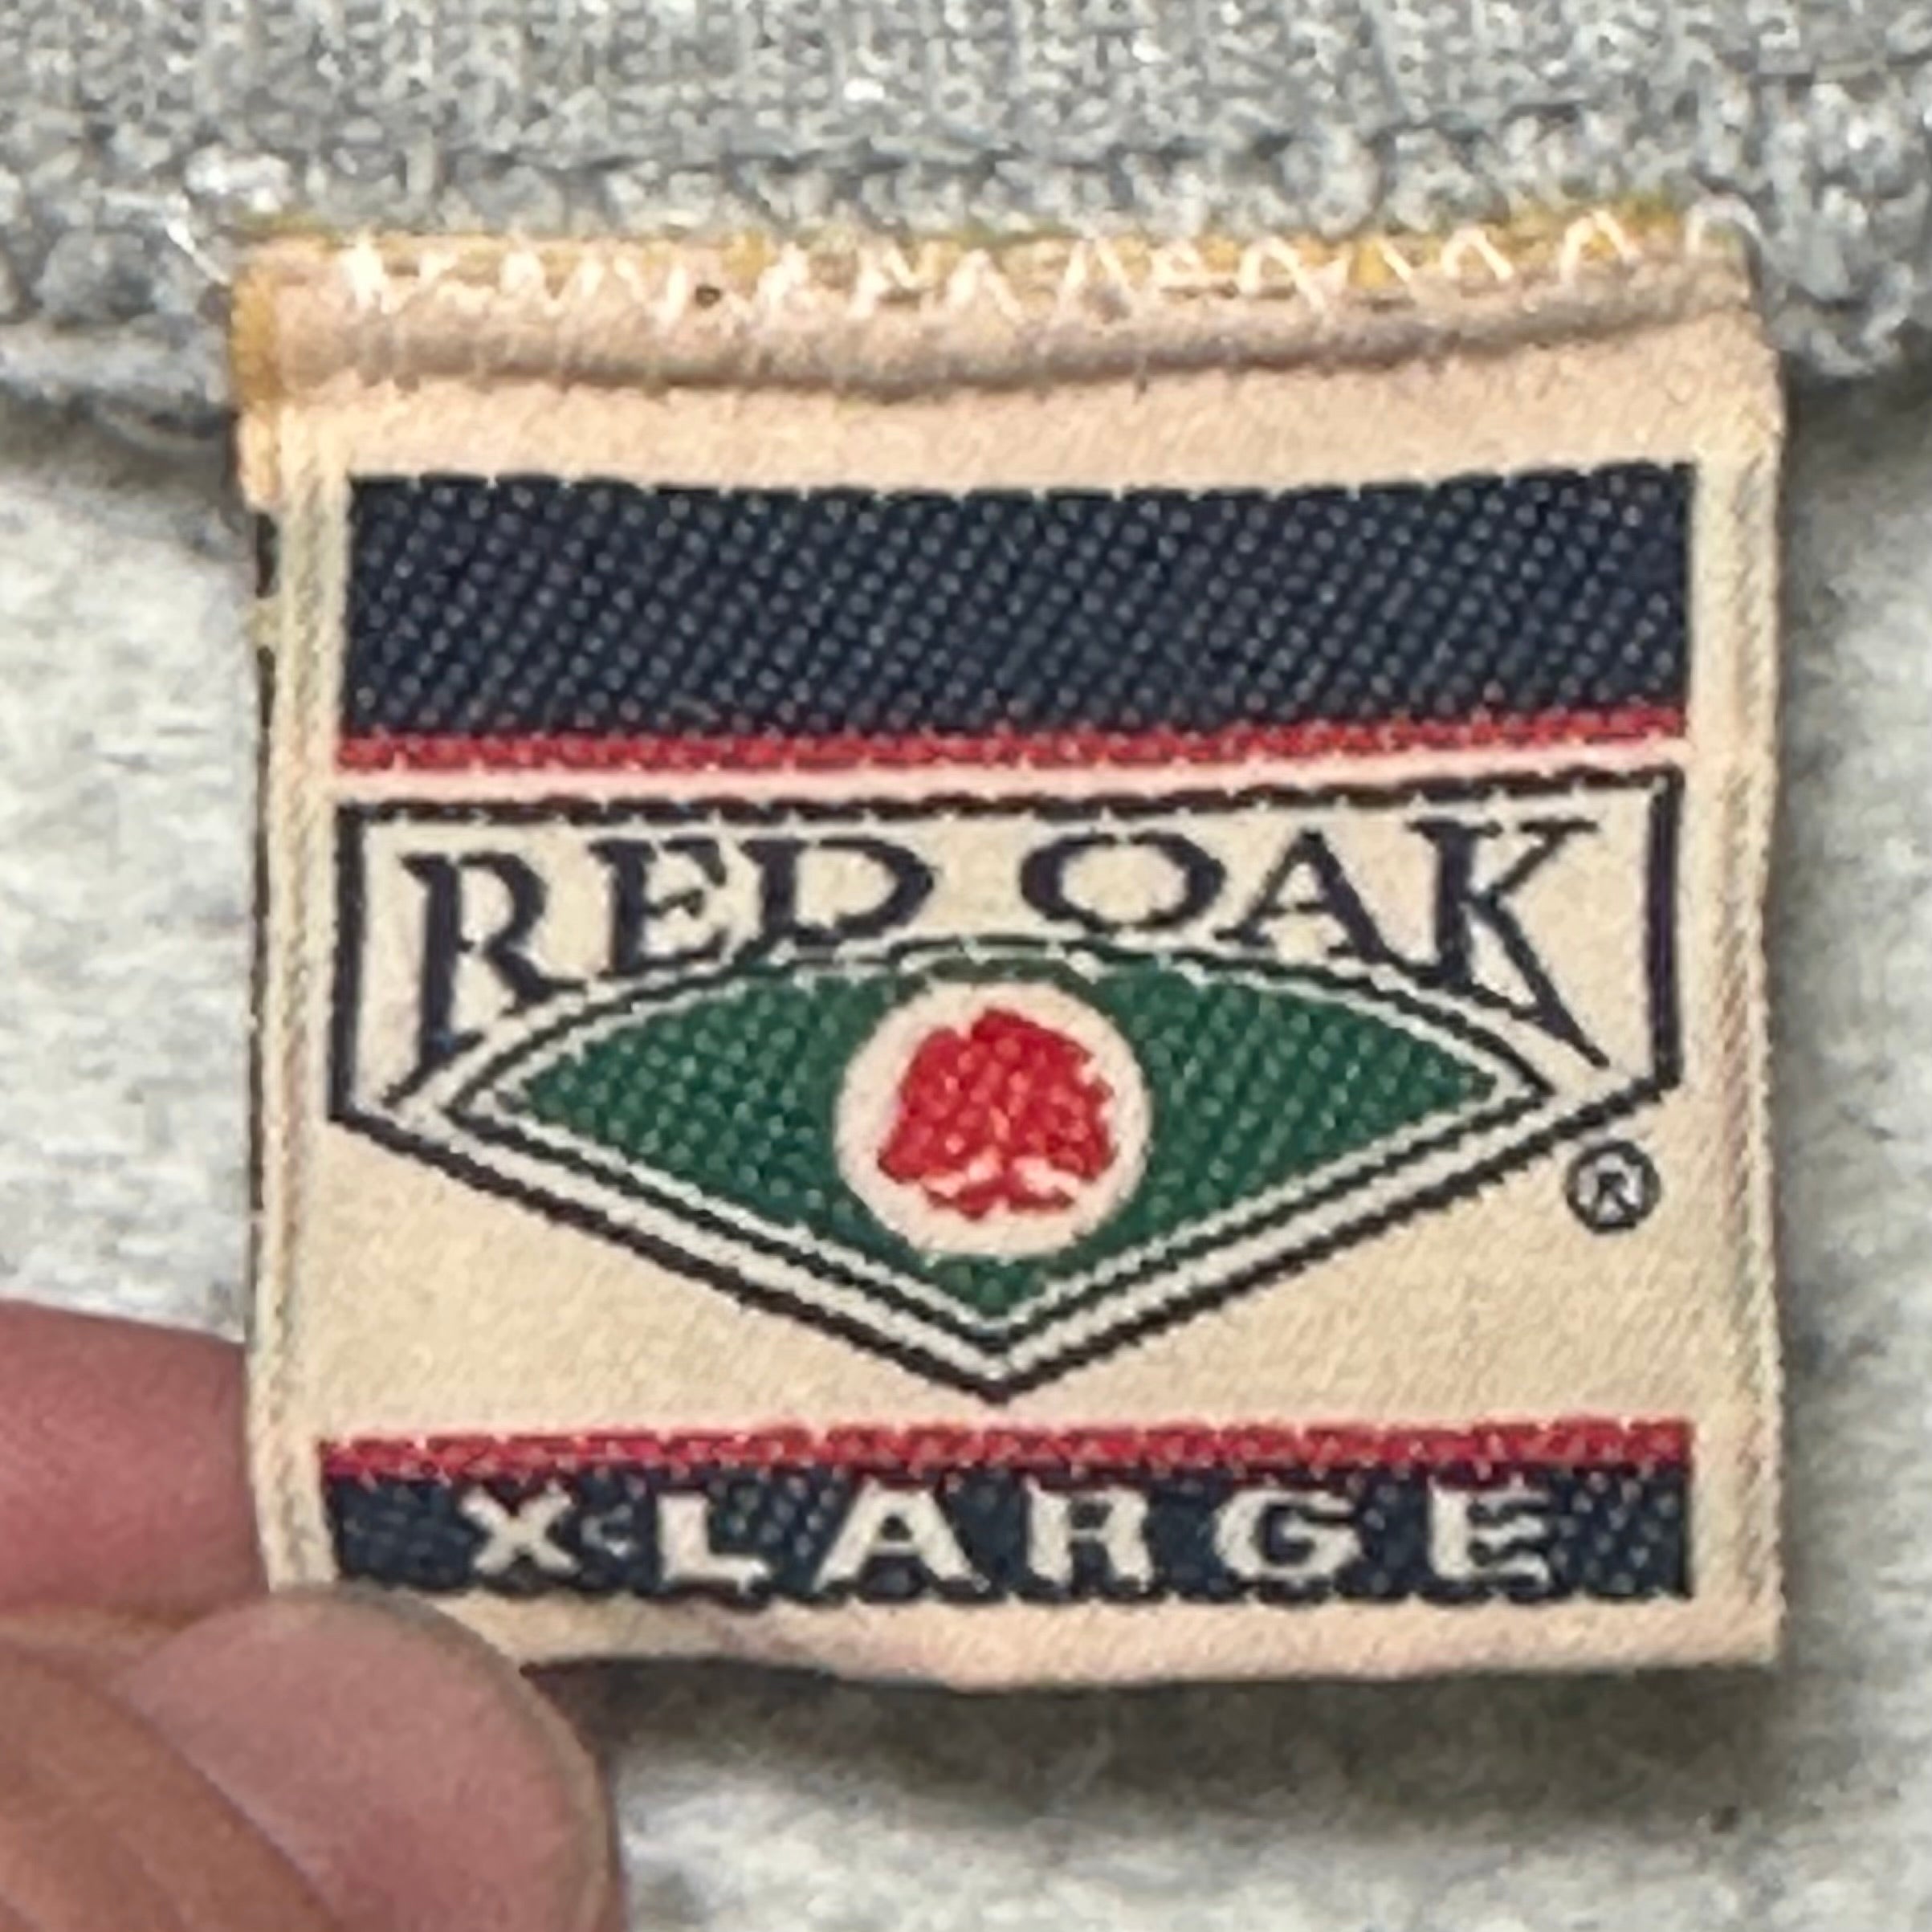 RED OAK
®
X-LARGE